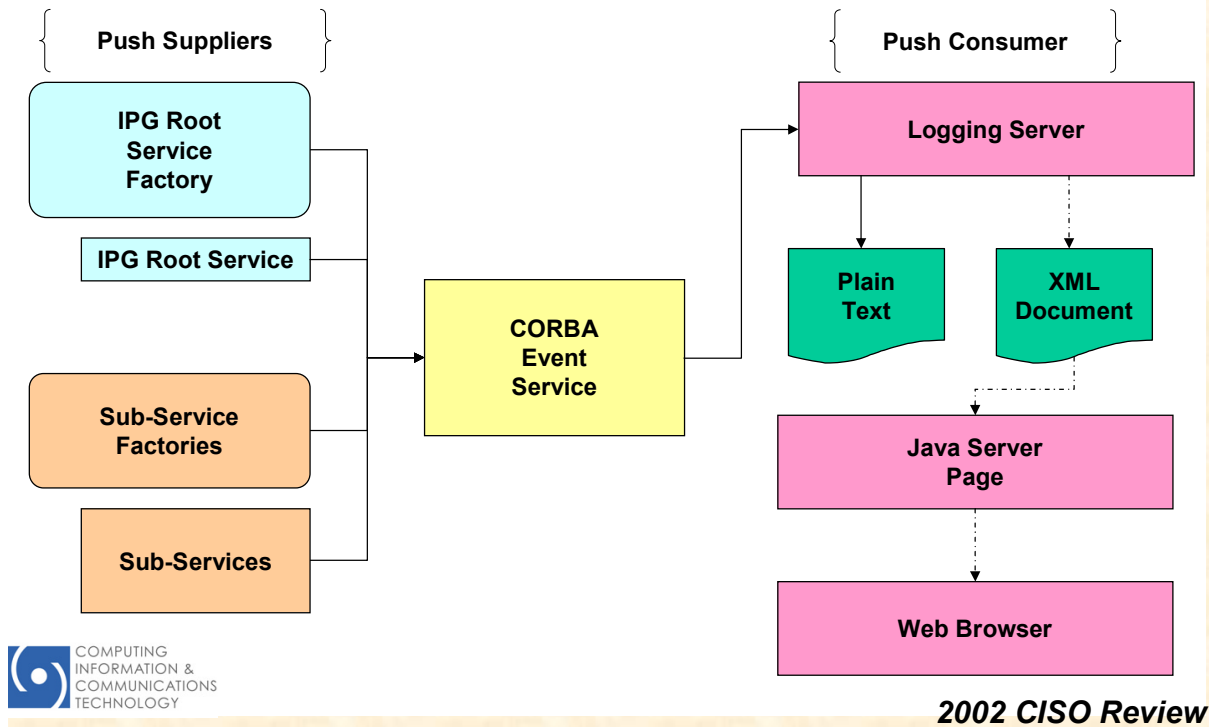 Push Suppliers
Push Consumer
IPG Root
Service
Factory
IPG Root Service
Sub-Service
Factories
Sub-Services
CORBA
Event
Service
Logging Server
Plain
Text
XML
Document
Java Server
Page
Web Browser
COMPUTING
INFORMATION &
COMMUNICATIONS
TECHNOLOGY
2002 CISO Review